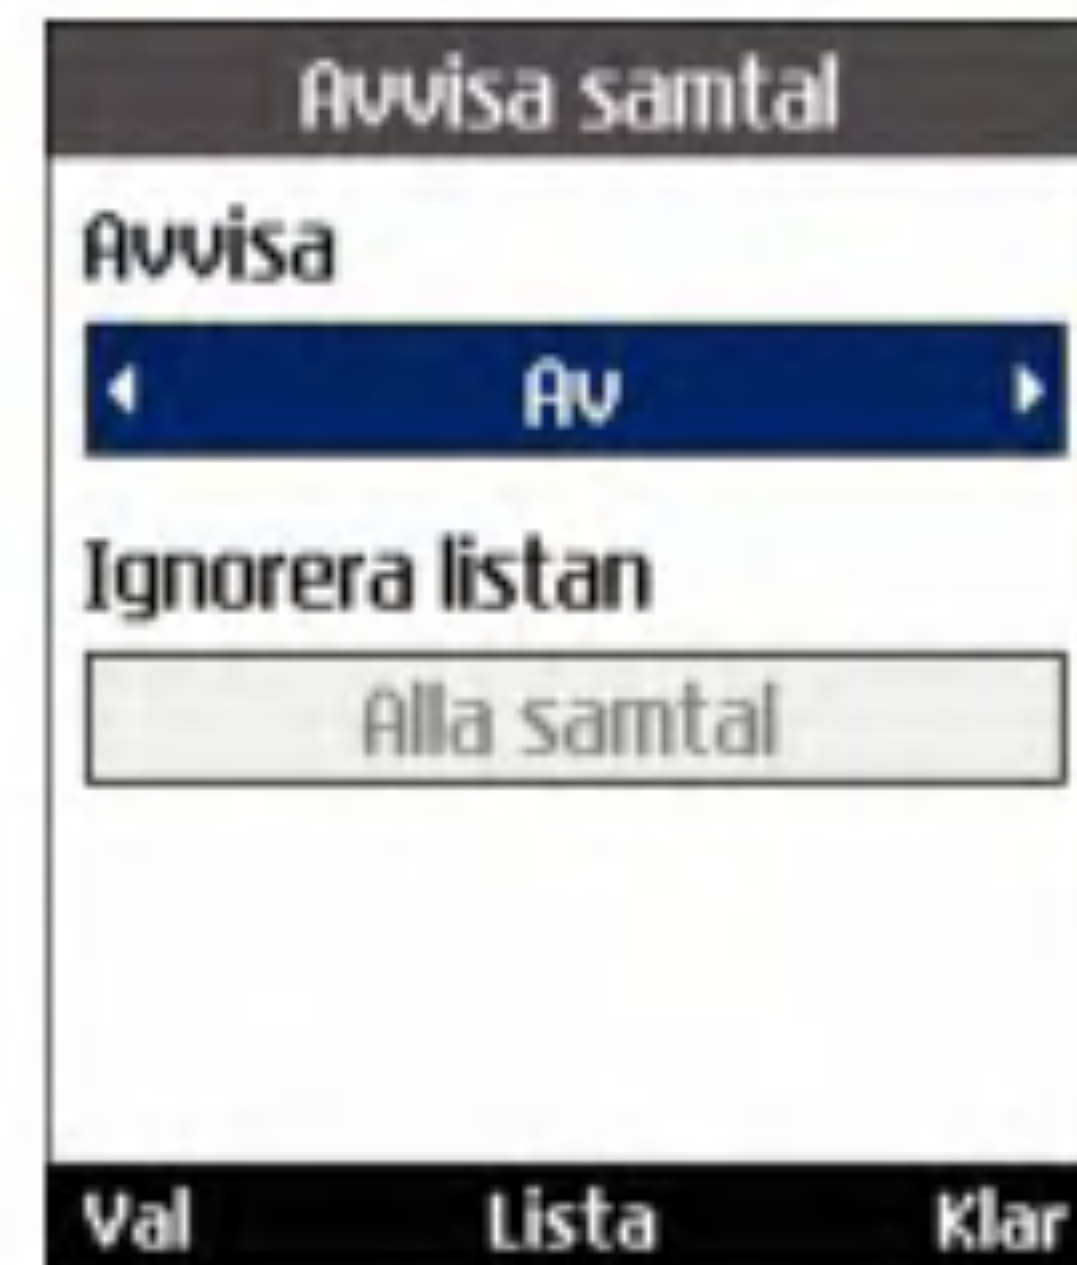 Avvisa samtal
Avvisa
Av
Ignorera listan
Alla samtal
Val Lista Klar